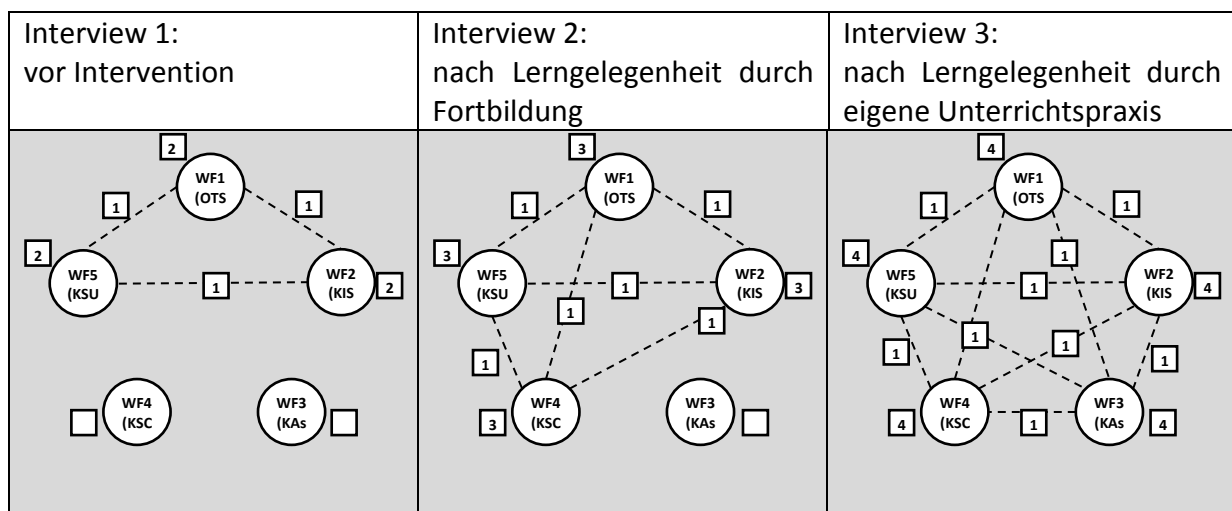 Interview 1:
vor Intervention
Interview 2:
nach Lerngelegenheit durch
Fortbildung
Interview 3:
nach Lerngelegenheit durch
eigene Unterrichtspraxis
2
WF1
(OTS
1
1
2
WF5
(KSU
1
WF2
(KIS
2
WF4
(KSC
WF3
(KAs
3
WF1
(OTS
1
1
3
WF5
(KSU
1
WF2
(KIS
3
1
1
1
3
WF4
(KSC
WF3
(KAs
4
WF1
(OTS
1
1
4
1
WF5
(KSU
1
WF2
(KIS
4
1
1
1
1
4
WF4
(KSC
1
WF3
(KAs
4